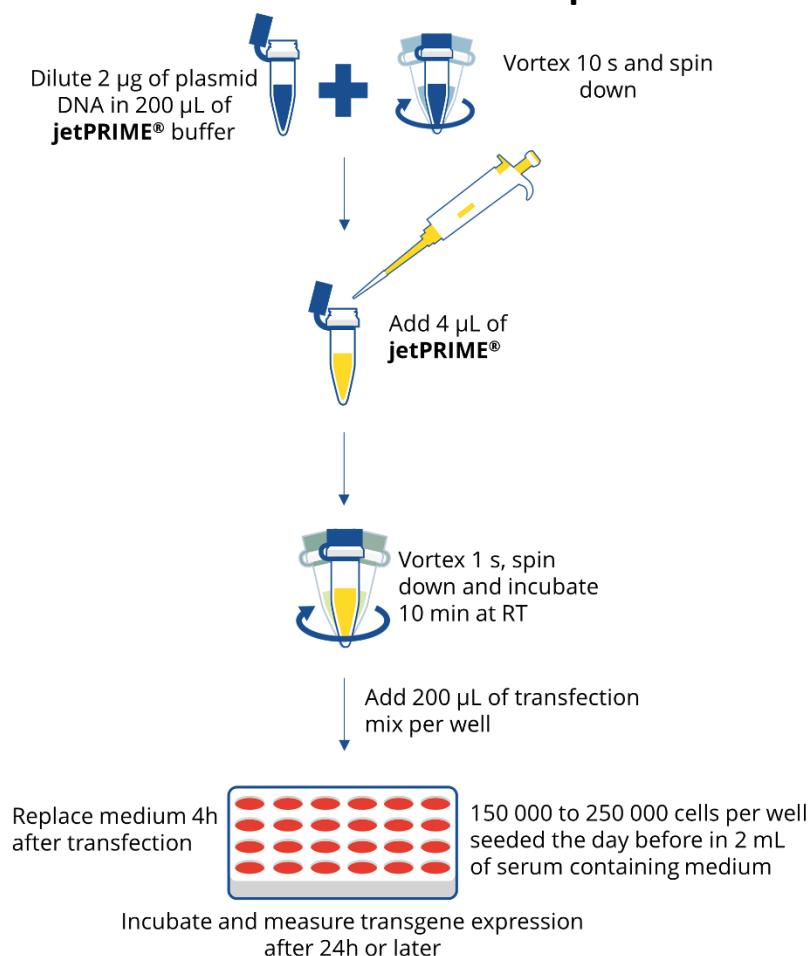 Dilute 2 µg of plasmid
DNA in 200 µL of
jetPRIME® buffer
Vortex 10 s and spin
down
Add 4 µL of
jetPRIME®
Vortex 1 s, spin
down and incubate
10 min at RT
Add 200 µL of transfection
mix per well
Replace medium 4h
after transfection
150 000 to 250 000 cells per well
seeded the day before in 2 mL
of serum containing medium
Incubate and measure transgene expression
after 24h or later